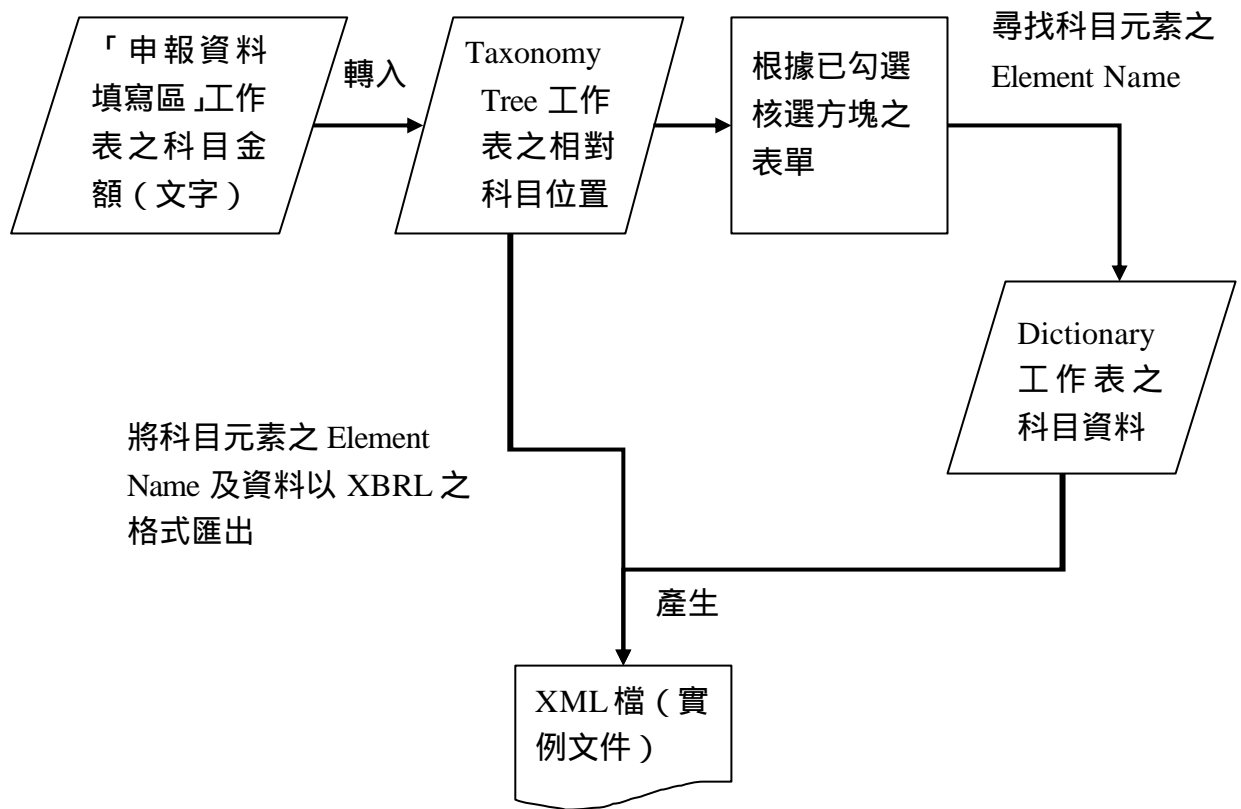 「申報資料
填寫區」工作
表之科目金
額（文字）
轉入
Taxonomy
Tree 工作
表之相對
科目位置
根據已勾選
核選方塊之
表單
尋找科目元素之
Element Name
Dictionary
工作表之
科目資料
將科目元素之 Element
Name 及資料以 XBRL 之
格式匯出
產生
XML 檔（實
例文件）